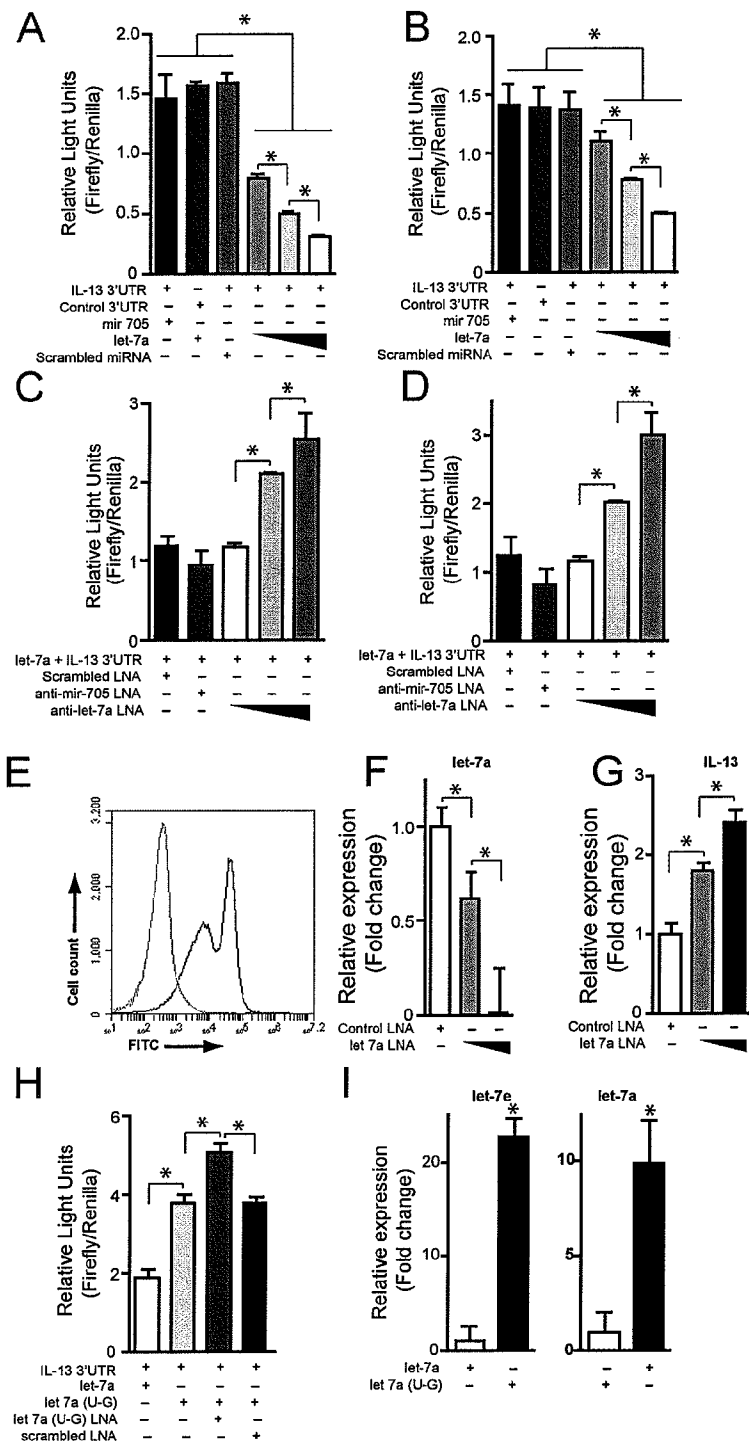 A
Relative Light Units
(Firefly/Renilla)
2.0
1.5
1.0
0.5
0
*
*
*
IL-13 3'UTR + – + + + +
Control 3'UTR – + – – – –
mir 705 + – – – – –
let-7a – +
Scrambled miRNA – – + – – –
B
Relative Light Units
(Firefly/Renilla)
2.0
1.5
1.0
0.5
0
*
*
*
IL-13 3'UTR + – + + + +
Control 3'UTR – + – – – –
mir 705 + – – – – –
let-7a – + –
Scrambled miRNA – – + – – –
C
Relative Light Units
(Firefly/Renilla)
3
2
1
0
*
*
let-7a + IL-13 3'UTR + + + + +
Scrambled LNA + – – – –
anti-mir-705 LNA – + – – –
anti-let-7a LNA – –
D
Relative Light Units
(Firefly/Renilla)
3
2
1
0
*
*
let-7a + IL-13 3'UTR + + + + +
Scrambled LNA + – – – –
anti-mir-705 LNA – + – – –
anti-let-7a LNA – –
E
Cell count
3,200
2,000
1,000
0
FITC
7.2
F
let-7a
Relative expression
(Fold change)
1.0
0.5
0
*
*
Control LNA + – –
let 7a LNA –
G
IL-13
Relative expression
(Fold change)
3
2
1
0
*
*
Control LNA + – –
let 7a LNA –
H
Relative Light Units
(Firefly/Renilla)
6
4
2
0
*
*
*
IL-13 3'UTR + + + +
let-7a + – – –
let 7a (U-G) – + + +
let 7a (U-G) LNA – – + –
scrambled LNA – – – +
I
let-7e
let-7a
Relative expression
(Fold change)
20
10
0
*
10
5
0
*
let-7a + – – +
let 7a (U-G) – + + –